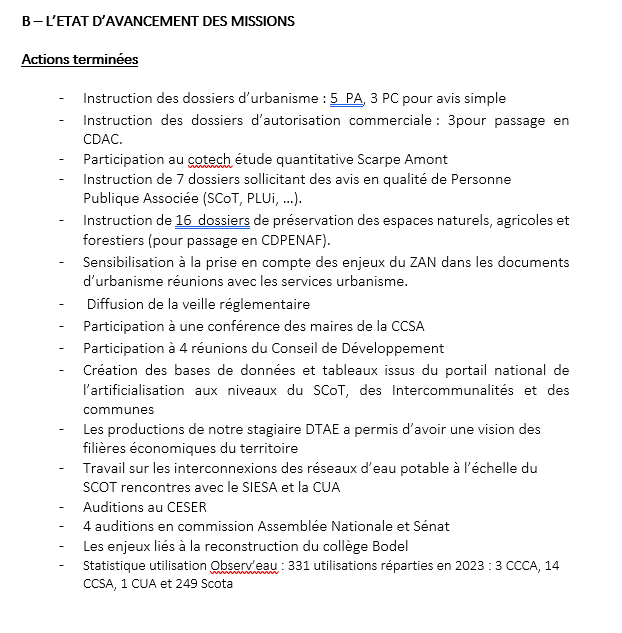 B – L’ETAT D’AVANCEMENT DES MISSIONS
Actions terminées
- Instruction des dossiers d’urbanisme : 5 PA, 3 PC pour avis simple
- Instruction des dossiers d’autorisation commerciale : 3pour passage en
CDAC.
- Participation au cotech étude quantitative Scarpe Amont
- Instruction de 7 dossiers sollicitant des avis en qualité de Personne
Publique Associée (SCoT, PLUi, …).
- Instruction de 16 dossiers de préservation des espaces naturels, agricoles et
forestiers (pour passage en CDPENAF).
- Sensibilisation à la prise en compte des enjeux du ZAN dans les documents
d’urbanisme réunions avec les services urbanisme.
- Diffusion de la veille réglementaire
- Participation à une conférence des maires de la CCSA
- Participation à 4 réunions du Conseil de Développement
- Création des bases de données et tableaux issus du portail national de
l’artificialisation aux niveaux du SCoT, des Intercommunalités et des
communes
- Les productions de notre stagiaire DTAE a permis d’avoir une vision des
filières économiques du territoire
- Travail sur les interconnexions des réseaux d’eau potable à l’échelle du
SCOT rencontres avec le SIESA et la CUA
- Auditions au CESER
- 4 auditions en commission Assemblée Nationale et Sénat
- Les enjeux liés à la reconstruction du collège Bodel
- Statistique utilisation Observ’eau : 331 utilisations réparties en 2023 : 3 CCCA, 14
CCSA, 1 CUA et 249 Scota